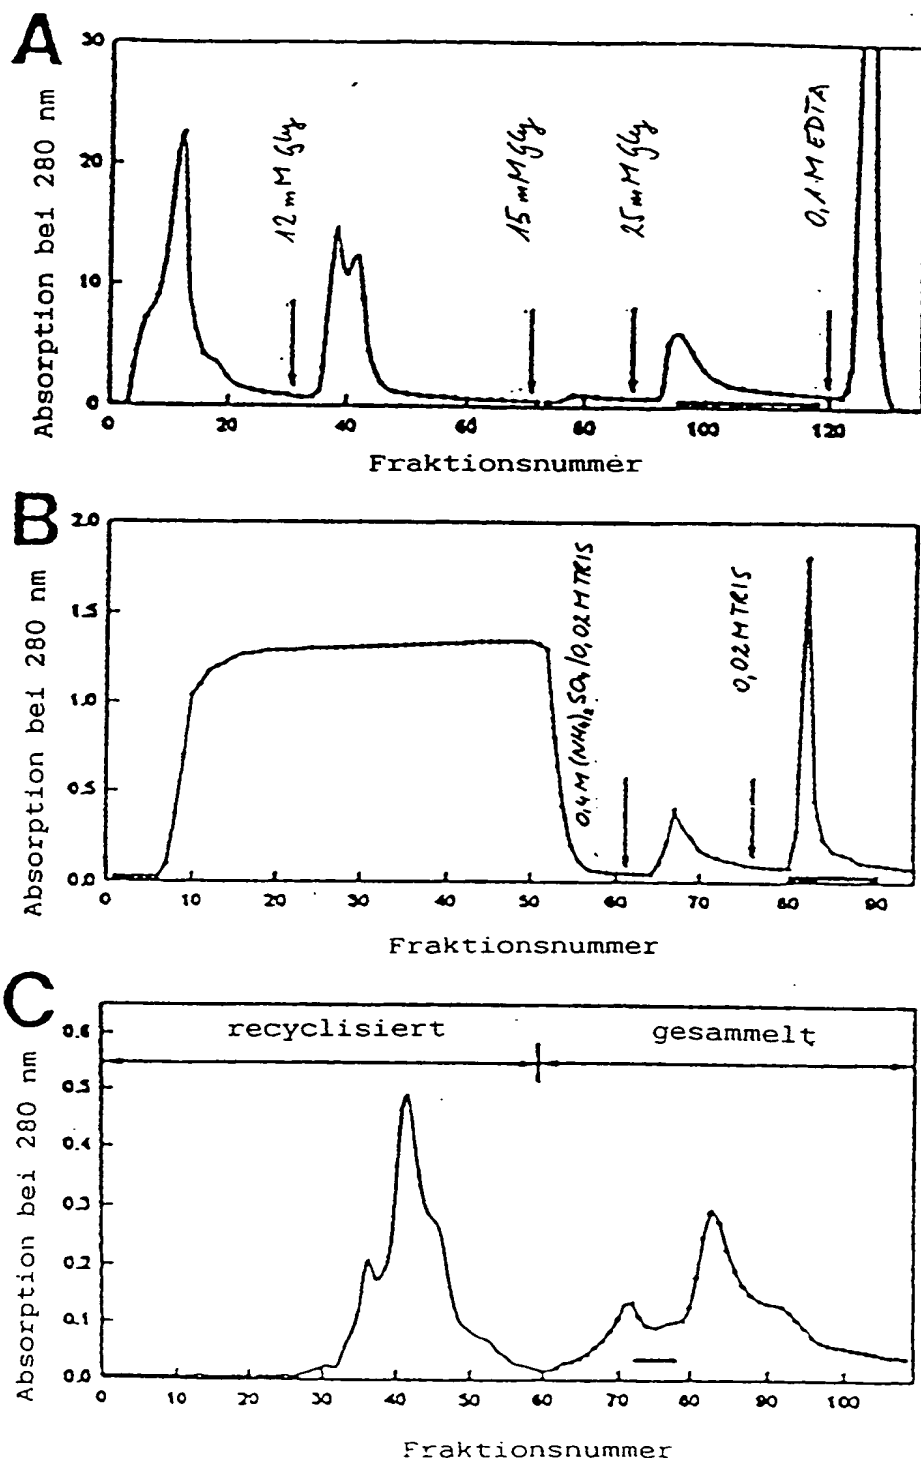 A
Absorption bei 280 nm
30
20
10
0
12 mM Gly
15 mM Gly
25 mM Gly
0,1 M EDTA
0 20 40 60 80 100 120
Fraktionsnummer
B
Absorption bei 280 nm
2.0
1.5
1.0
0.5
0.0
0,4 M (NH4)2 SO4 / 0,02 M TRIS
0,02 M TRIS
0 10 20 30 40 50 60 70 80 90
Fraktionsnummer
C
Absorption bei 280 nm
recyclisiert gesammelt
0.6
0.5
0.4
0.3
0.2
0.1
0.0
0 10 20 30 40 50 60 70 80 90 100
Fraktionsnummer